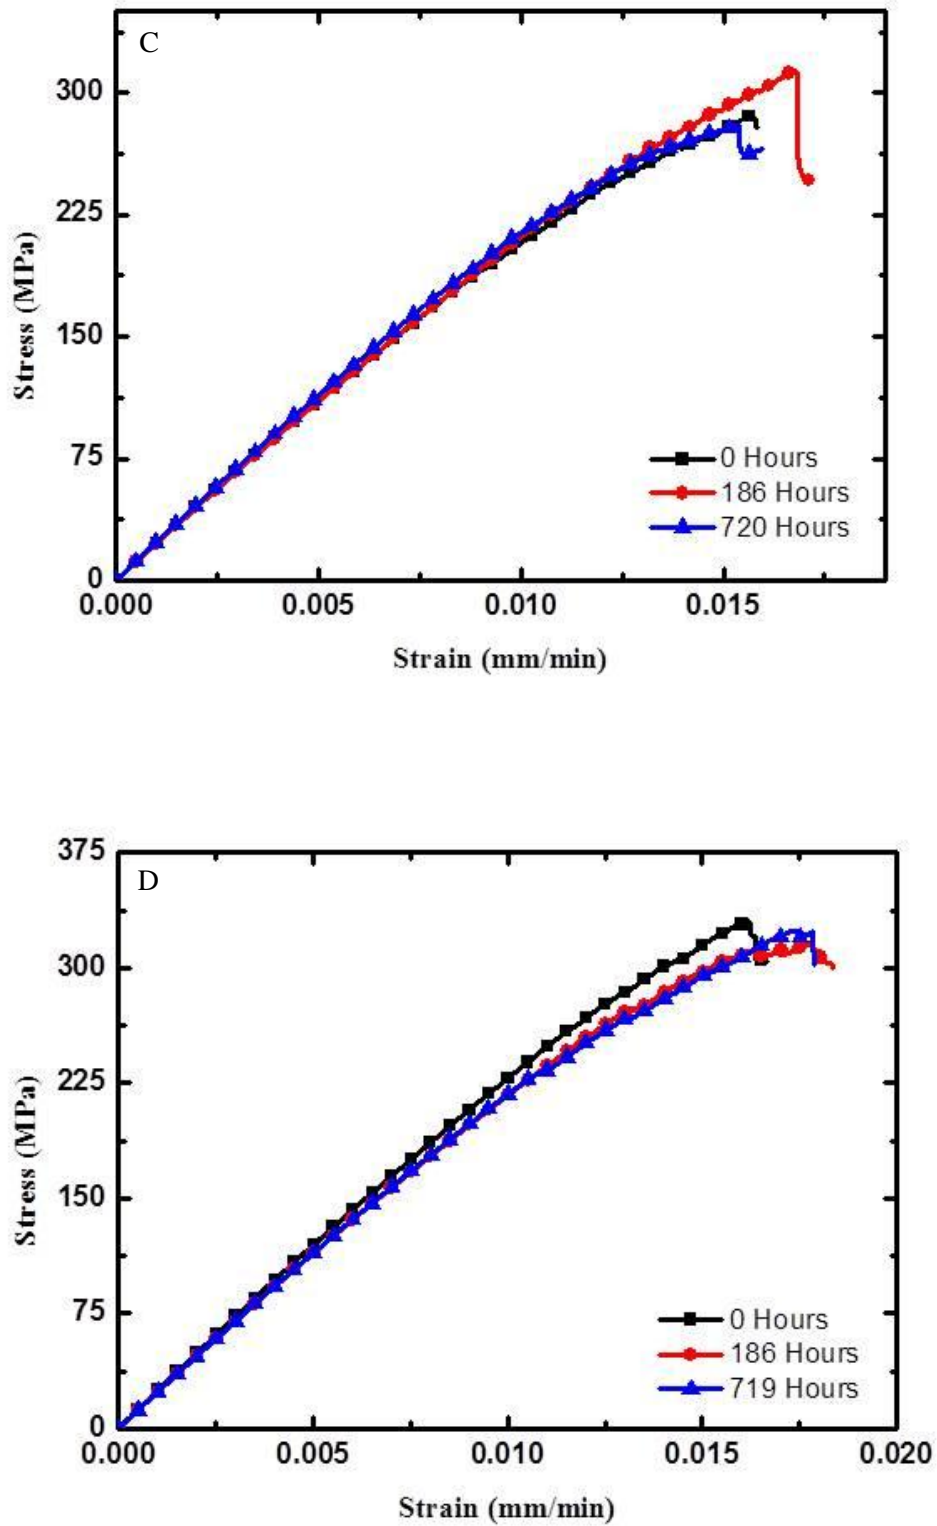 C
300
225
150
75
0
Stress (MPa)
0 Hours
186 Hours
720 Hours
0.000 0.005 0.010 0.015
Strain (mm/min)
375
D
300
225
150
75
0
Stress (MPa)
0 Hours
186 Hours
719 Hours
0.000 0.005 0.010 0.015 0.020
Strain (mm/min)